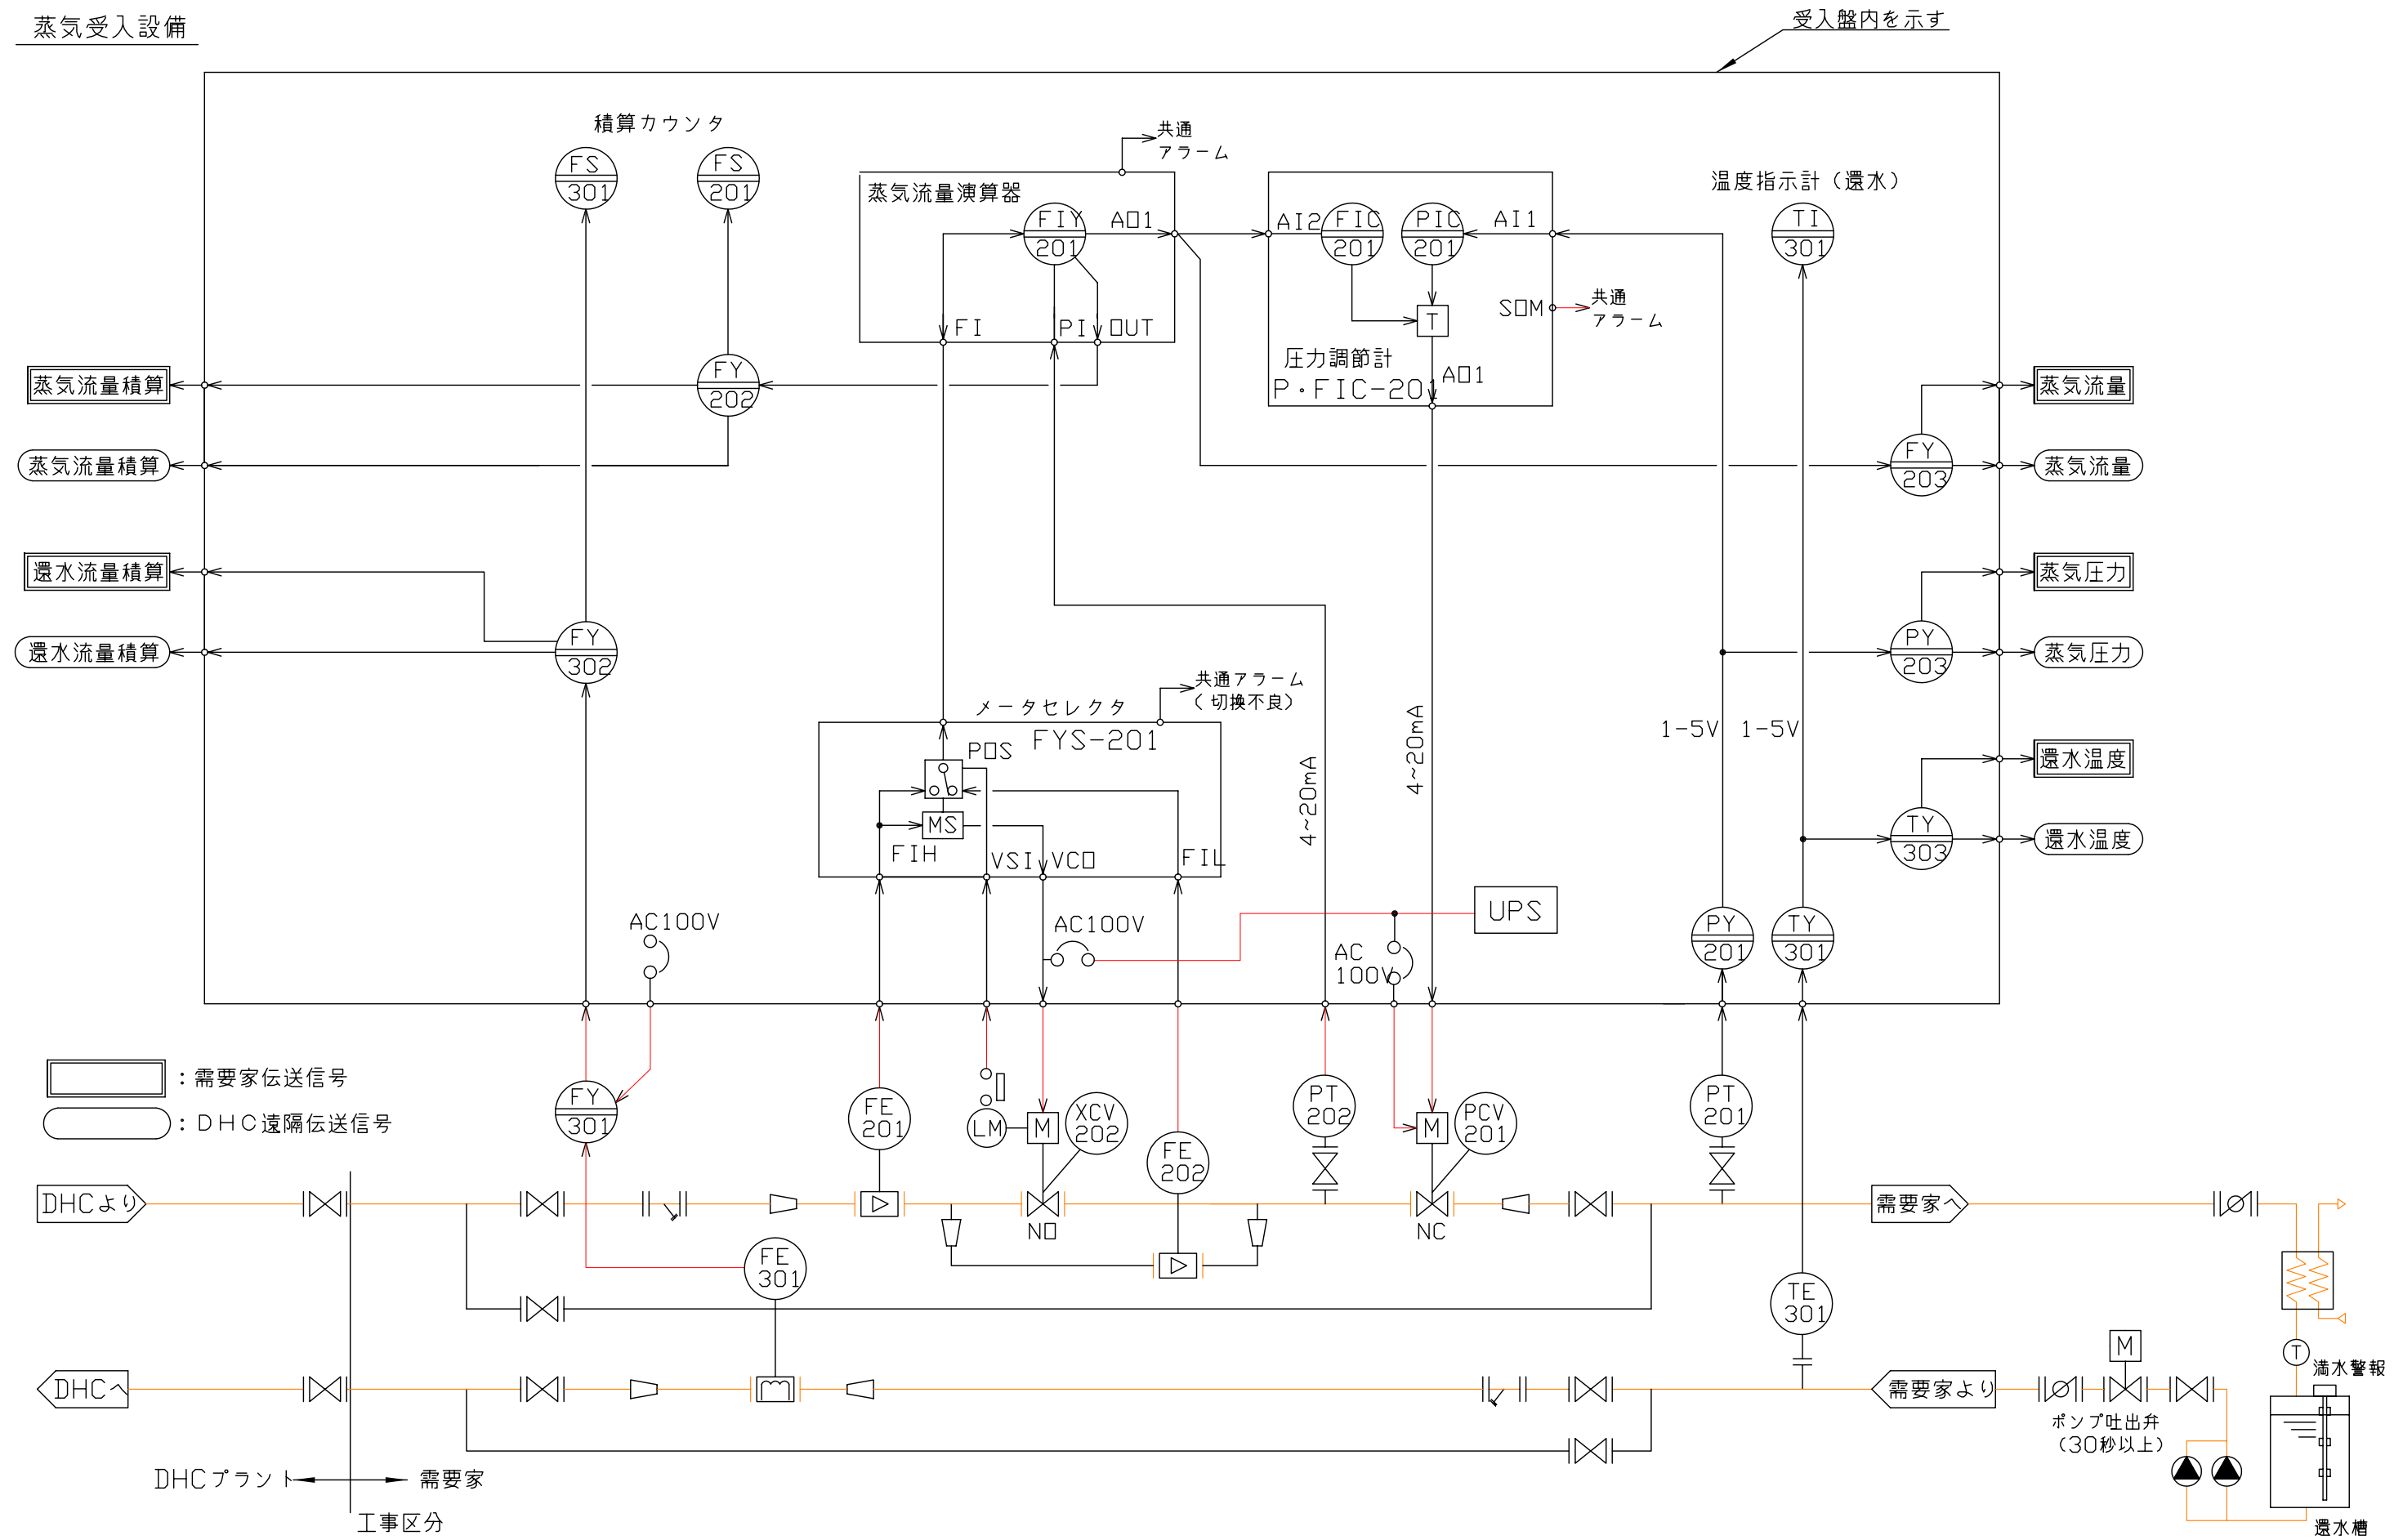 蒸気受入設備
受入盤内を示す
積算カウンタ
FS
301
FS
201
共通
アラーム
蒸気流量演算器
FIY
201
AO1
FI
PI
OUT
AI2
FIC
201
PIC
201
AI1
T
SOM
共通
アラーム
圧力調節計
P・FIC-201
AO1
温度指示計(還水)
TI
301
蒸気流量積算
FY
202
蒸気流量積算
蒸気流量
FY
203
蒸気流量
還水流量積算
還水流量積算
FY
302
蒸気圧力
PY
203
蒸気圧力
共通アラーム
(切換不良)
メータセレクタ
FYS-201
POS
MS
FIH
VSI
VCO
FIL
4~20mA
4~20mA
1-5V
1-5V
還水温度
TY
303
還水温度
AC100V
AC100V
UPS
AC
100V
PY
201
TY
301
:需要家伝送信号
:DHC遠隔伝送信号
FY
301
FE
201
LM
M
XCV
202
FE
202
PT
202
M
PCV
201
PT
201
DHCより
NO
NC
需要家へ
FE
301
TE
301
DHCへ
需要家より
M
T
満水警報
ポンプ吐出弁
(30秒以上)
DHCプラント
需要家
工事区分
還水槽